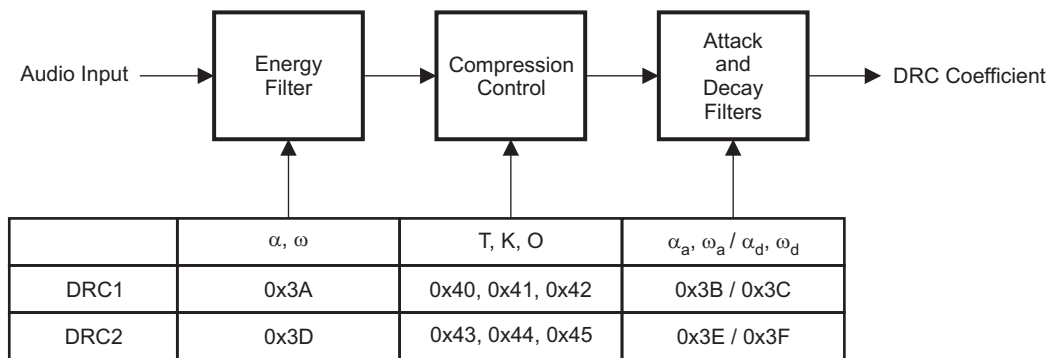 Audio Input
Energy
Filter
Compression
Control
Attack
and
Decay
Filters
DRC Coefficient
α, ω
T, K, O
αa, ωa / αd, ωd
DRC1
0x3A
0x40, 0x41, 0x42
0x3B / 0x3C
DRC2
0x3D
0x43, 0x44, 0x45
0x3E / 0x3F